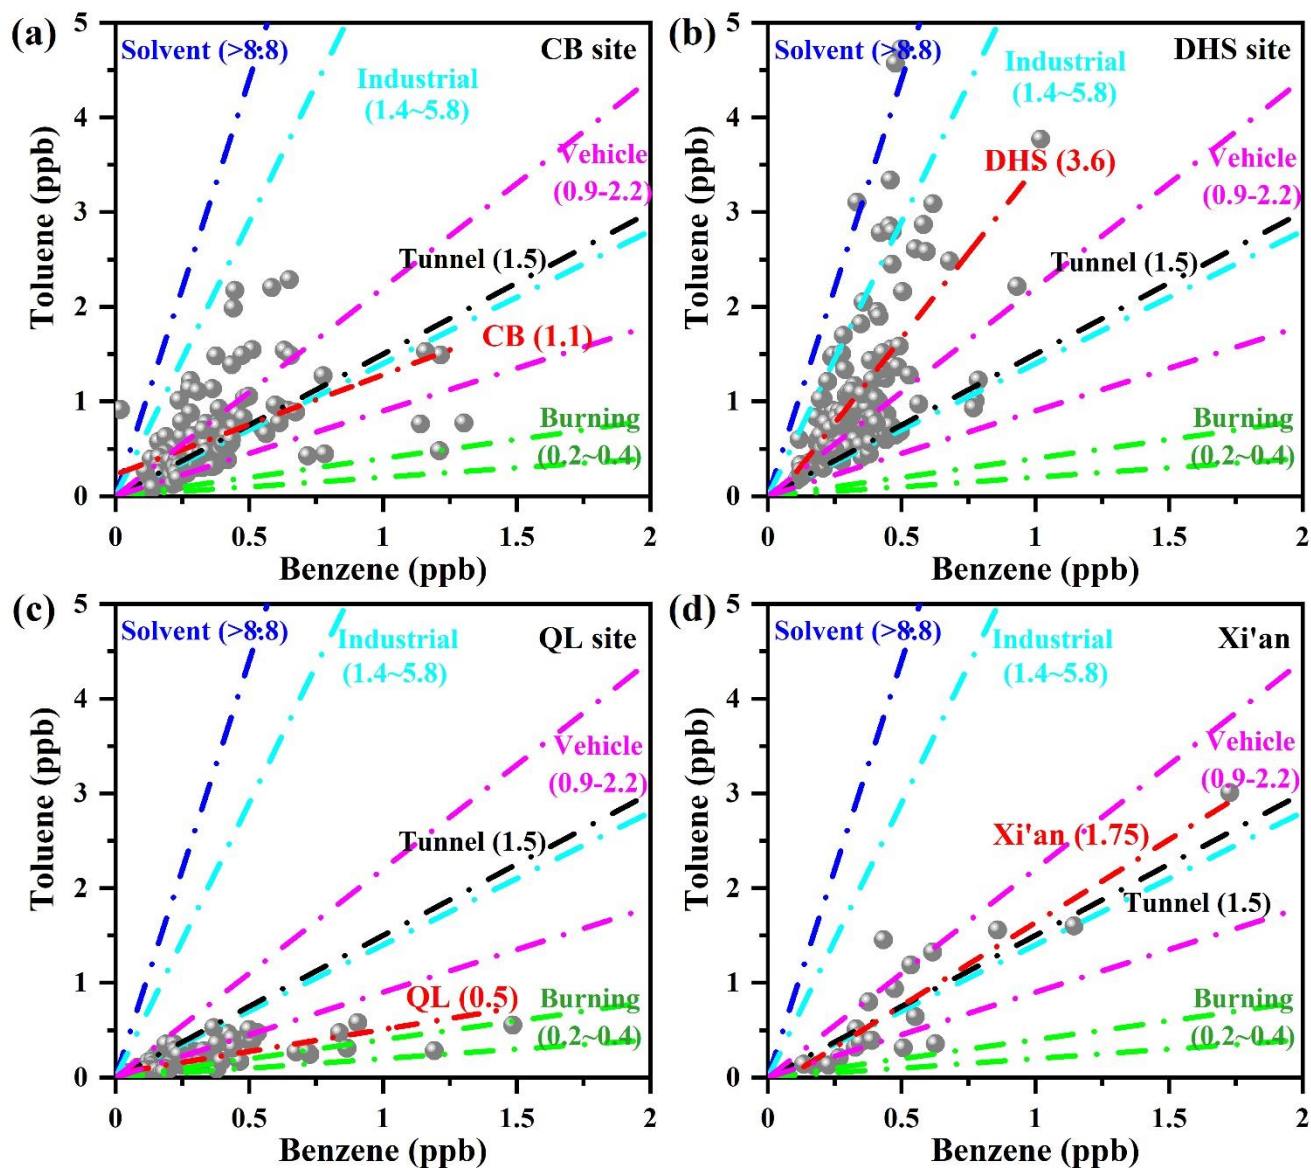 (a)
Solvent (>8.8)
CB site
Industrial
(1.4~5.8)
Vehicle
(0.9-2.2)
Tunnel (1.5)
CB (1.1)
Burning
(0.2~0.4)
Toluene (ppb)
5
4
3
2
1
0
0
0.5
1
1.5
2
Benzene (ppb)
(b)
Solvent (>8.8)
DHS site
Industrial
(1.4~5.8)
DHS (3.6)
Vehicle
(0.9-2.2)
Tunnel (1.5)
Burning
(0.2~0.4)
Toluene (ppb)
5
4
3
2
1
0
0
0.5
1
1.5
2
Benzene (ppb)
(c)
Solvent (>8.8)
QL site
Industrial
(1.4~5.8)
Vehicle
(0.9-2.2)
Tunnel (1.5)
QL (0.5)
Burning
(0.2~0.4)
Toluene (ppb)
5
4
3
2
1
0
0
0.5
1
1.5
2
Benzene (ppb)
(d)
Solvent (>8.8)
Xi'an
Industrial
(1.4~5.8)
Vehicle
(0.9-2.2)
Xi'an (1.75)
Tunnel (1.5)
Burning
(0.2~0.4)
Toluene (ppb)
5
4
3
2
1
0
0
0.5
1
1.5
2
Benzene (ppb)